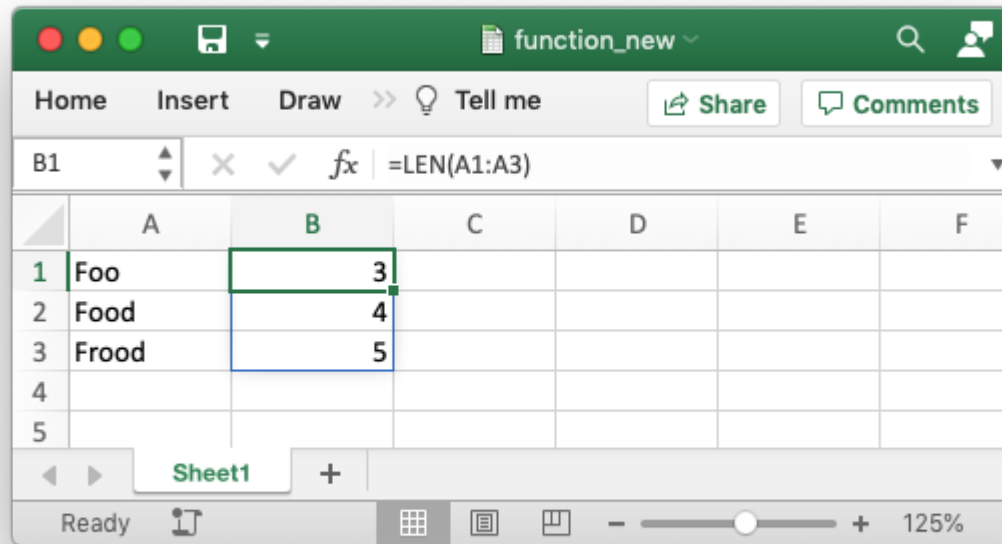 function_new
Home Insert Draw >> Tell me Share Comments
B1 fx =LEN(A1:A3)
A B C D E F
1 Foo 3
2 Food 4
3 Frood 5
4
5
Sheet1 +
Ready − + 125%